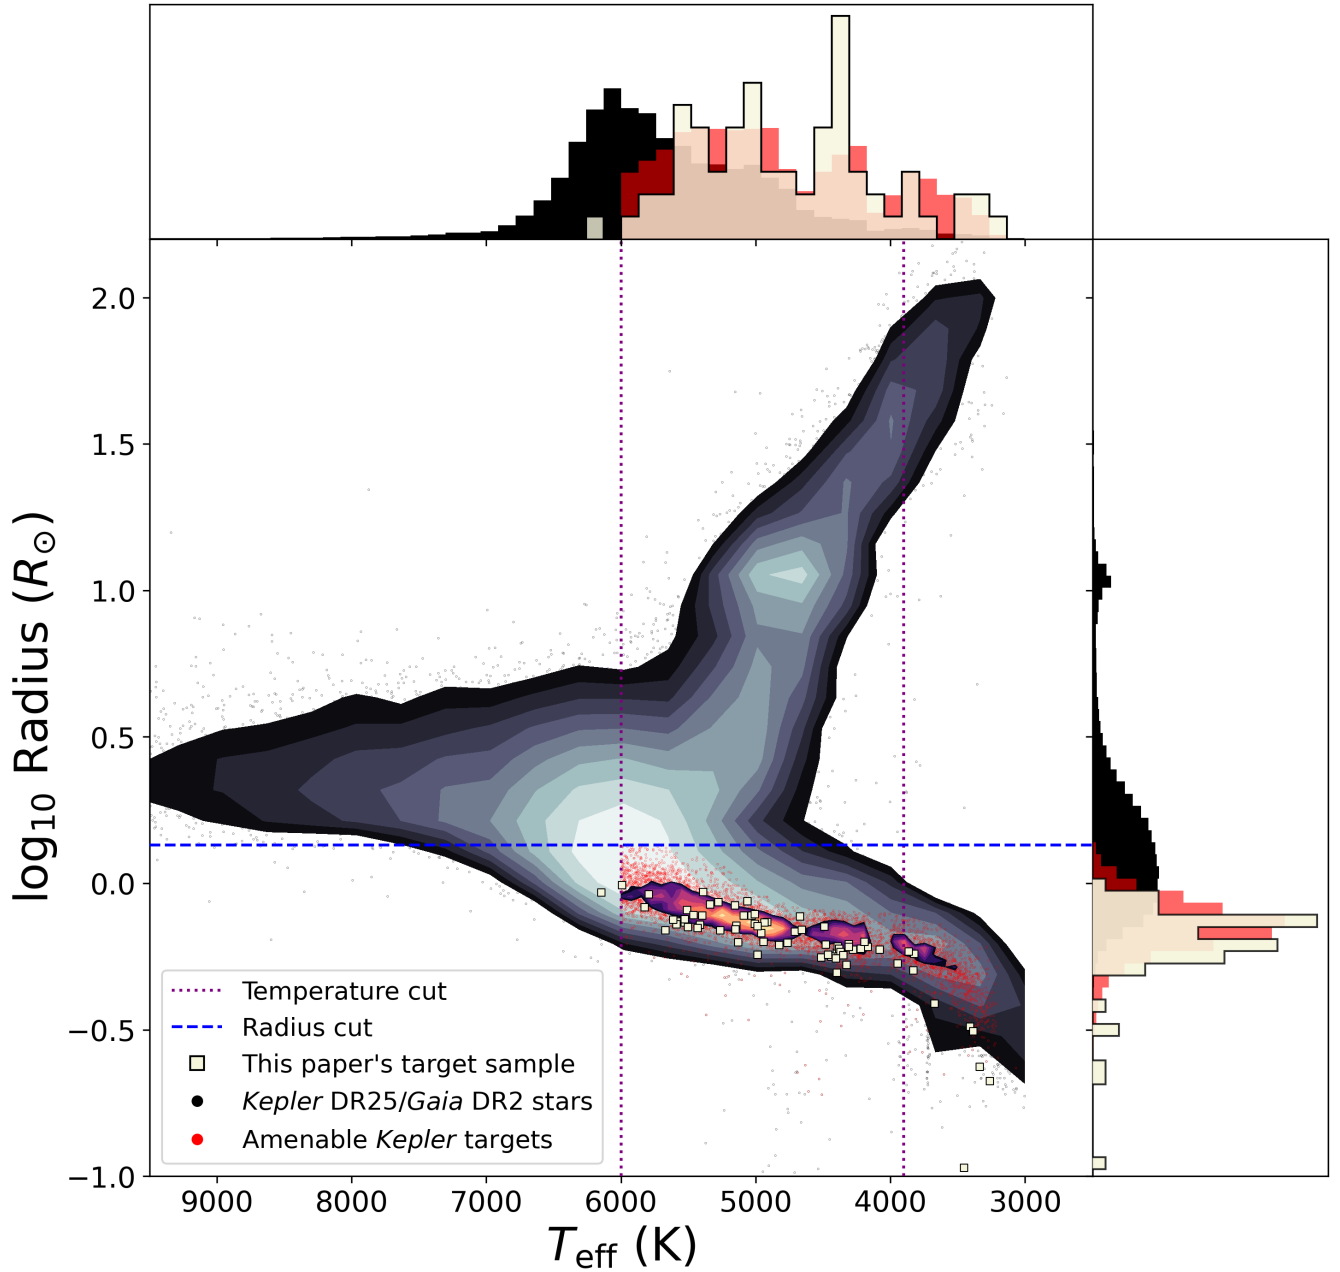 2.0
1.5
1.0
0.5
0.0
−0.5
−1.0
log₁₀ Radius (R⊙)
Temperature cut
Radius cut
This paper's target sample
Kepler DR25/Gaia DR2 stars
Amenable Kepler targets
9000 8000 7000 6000 5000 4000 3000
T_eff (K)